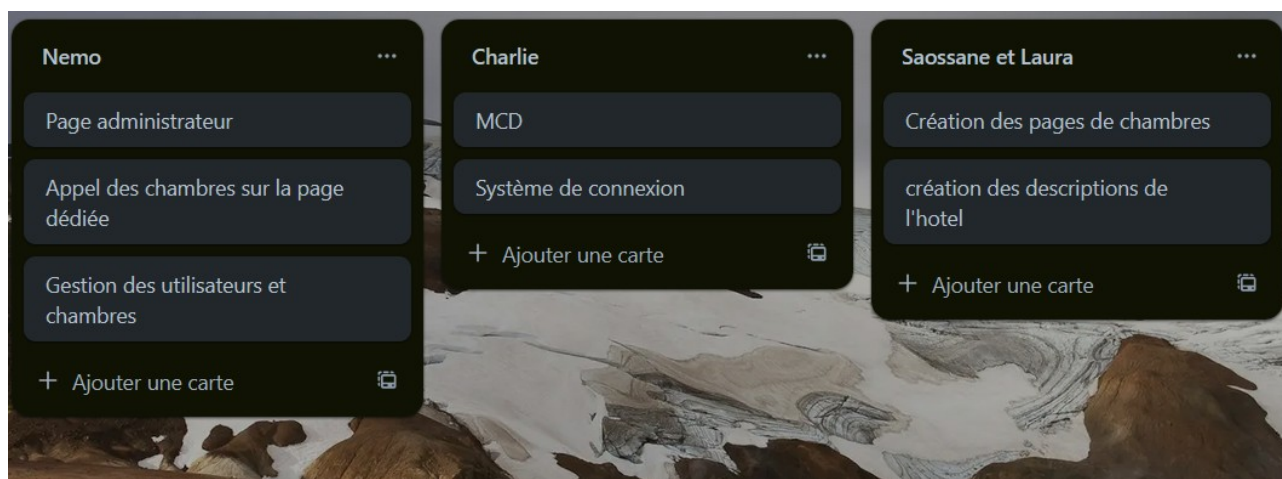 Nemo
Page administrateur
Appel des chambres sur la page
dédiée
Gestion des utilisateurs et
chambres
+ Ajouter une carte
Charlie
MCD
Système de connexion
+ Ajouter une carte
Saossane et Laura
Création des pages de chambres
création des descriptions de
l'hotel
+ Ajouter une carte